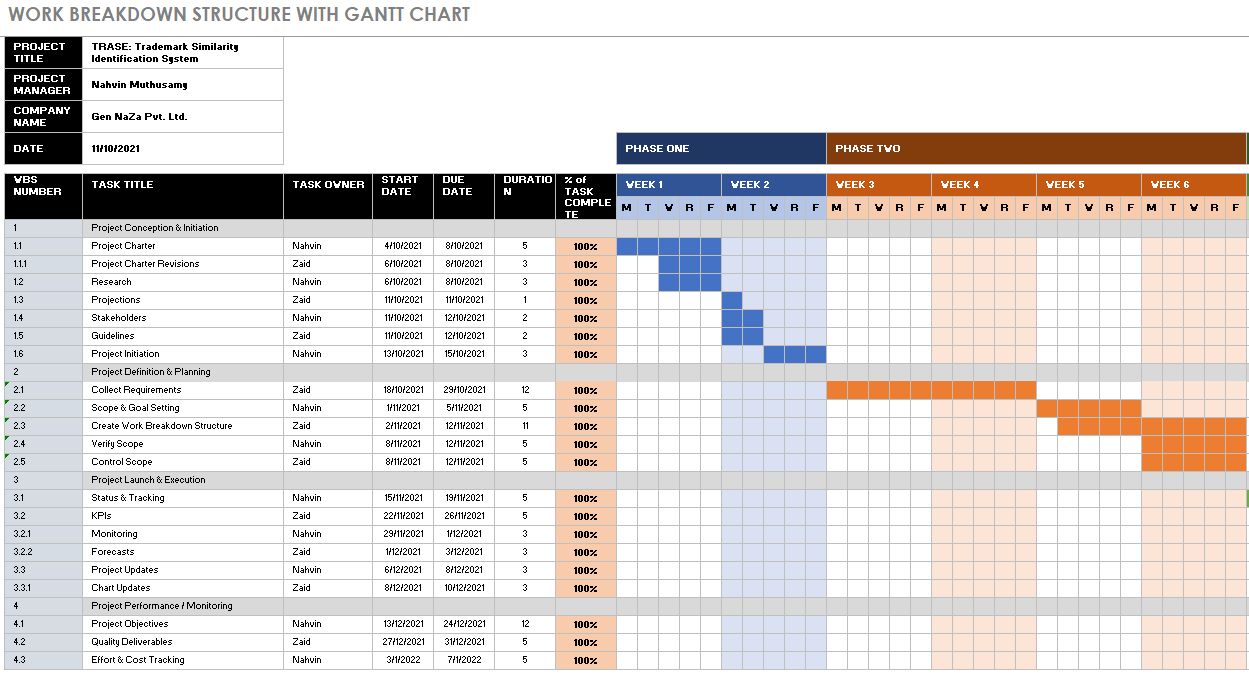 WORK BREAKDOWN STRUCTURE WITH GANTT CHART
PROJECT TITLE TRASE: Trademark Similarity Identification System
PROJECT MANAGER Nahvin Muthusamy
COMPANY NAME Gen NaZa Pvt. Ltd.
DATE 11/10/2021
PHASE ONE PHASE TWO
WBS NUMBER TASK TITLE TASK OWNER START DATE DUE DATE DURATION % of TASK COMPLETE WEEK 1 WEEK 2 WEEK 3 WEEK 4 WEEK 5 WEEK 6
M T W R F M T W R F M T W R F M T W R F M T W R F M T W R F
1 Project Conception & Initiation
1.1 Project Charter Nahvin 4/10/2021 8/10/2021 5 100%
1.1.1 Project Charter Revisions Zaid 6/10/2021 8/10/2021 3 100%
1.2 Research Nahvin 6/10/2021 8/10/2021 3 100%
1.3 Projections Zaid 11/10/2021 11/10/2021 1 100%
1.4 Stakeholders Nahvin 11/10/2021 12/10/2021 2 100%
1.5 Guidelines Zaid 11/10/2021 12/10/2021 2 100%
1.6 Project Initiation Nahvin 13/10/2021 15/10/2021 3 100%
2 Project Definition & Planning
2.1 Collect Requirements Zaid 18/10/2021 29/10/2021 12 100%
2.2 Scope & Goal Setting Nahvin 1/11/2021 5/11/2021 5 100%
2.3 Create Work Breakdown Structure Zaid 2/11/2021 12/11/2021 11 100%
2.4 Verify Scope Nahvin 8/11/2021 12/11/2021 5 100%
2.5 Control Scope Zaid 8/11/2021 12/11/2021 5 100%
3 Project Launch & Execution
3.1 Status & Tracking Nahvin 15/11/2021 19/11/2021 5 100%
3.2 KPIs Zaid 22/11/2021 26/11/2021 5 100%
3.2.1 Monitoring Nahvin 29/11/2021 1/12/2021 3 100%
3.2.2 Forecasts Zaid 1/12/2021 3/12/2021 3 100%
3.3 Project Updates Nahvin 6/12/2021 8/12/2021 3 100%
3.3.1 Chart Updates Zaid 8/12/2021 10/12/2021 3 100%
4 Project Performance / Monitoring
4.1 Project Objectives Nahvin 13/12/2021 24/12/2021 12 100%
4.2 Quality Deliverables Zaid 27/12/2021 31/12/2021 5 100%
4.3 Effort & Cost Tracking Nahvin 3/1/2022 7/1/2022 5 100%